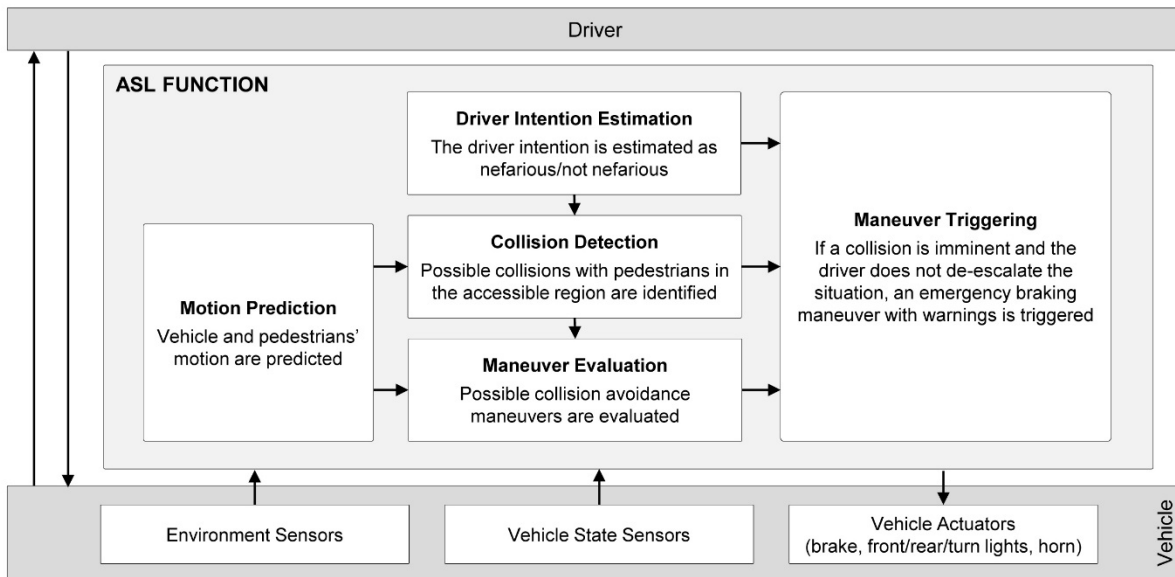 Driver
ASL FUNCTION
Driver Intention Estimation
The driver intention is estimated as
nefarious/not nefarious
Collision Detection
Possible collisions with pedestrians in
the accessible region are identified
Motion Prediction
Vehicle and pedestrians’
motion are predicted
Maneuver Evaluation
Possible collision avoidance
maneuvers are evaluated
Maneuver Triggering
If a collision is imminent and the
driver does not de-escalate the
situation, an emergency braking
maneuver with warnings is triggered
Environment Sensors
Vehicle State Sensors
Vehicle Actuators
(brake, front/rear/turn lights, horn)
Vehicle